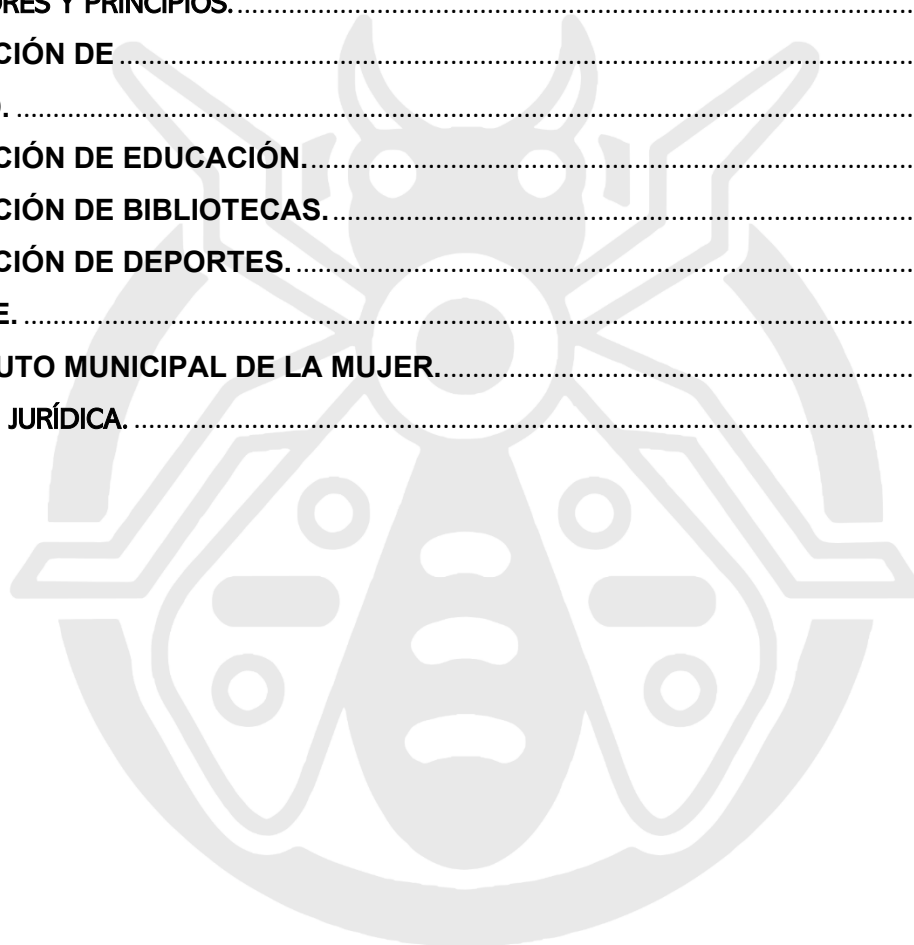 ORES Y PRINCIPIOS.
CIÓN DE
O.
CIÓN DE EDUCACIÓN.
CIÓN DE BIBLIOTECAS.
CIÓN DE DEPORTES.
E.
UTO MUNICIPAL DE LA MUJER.
JURÍDICA.